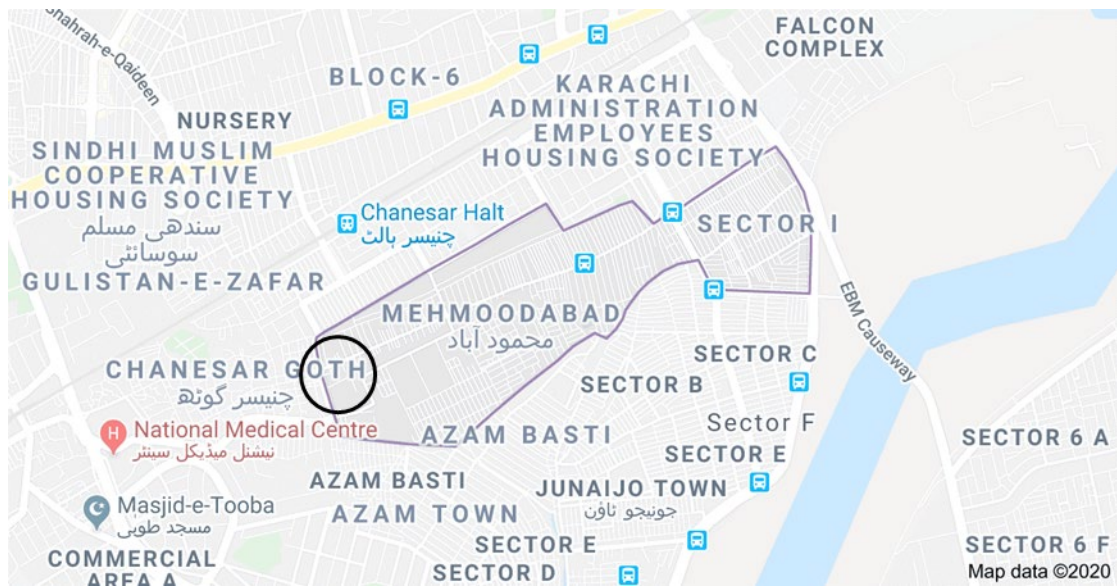 Shahrah-e-Qaideen
FALCON
COMPLEX
BLOCK-6
KARACHI
ADMINISTRATION
EMPLOYEES
HOUSING SOCIETY
NURSERY
SINDHI MUSLIM
COOPERATIVE
HOUSING SOCIETY
سندھی مسلم
سوسائٹی
Chanesar Halt
چنیسر ہالٹ
SECTOR I
GULISTAN-E-ZAFAR
MEHMOODABAD
محمود آباد
EBM Causeway
CHANESAR GOTH
چنیسر گوٹھ
SECTOR C
SECTOR B
Sector F
National Medical Centre
نیشنل میڈیکل سینٹر
H
AZAM BASTI
SECTOR 6 A
SECTOR E
AZAM BASTI
JUNAIJO TOWN
جونیجو ٹاؤن
Masjid-e-Tooba
مسجد طوبی
AZAM TOWN
SECTOR E
SECTOR 6 F
COMMERCIAL
AREA A
SECTOR D
Map data ©2020